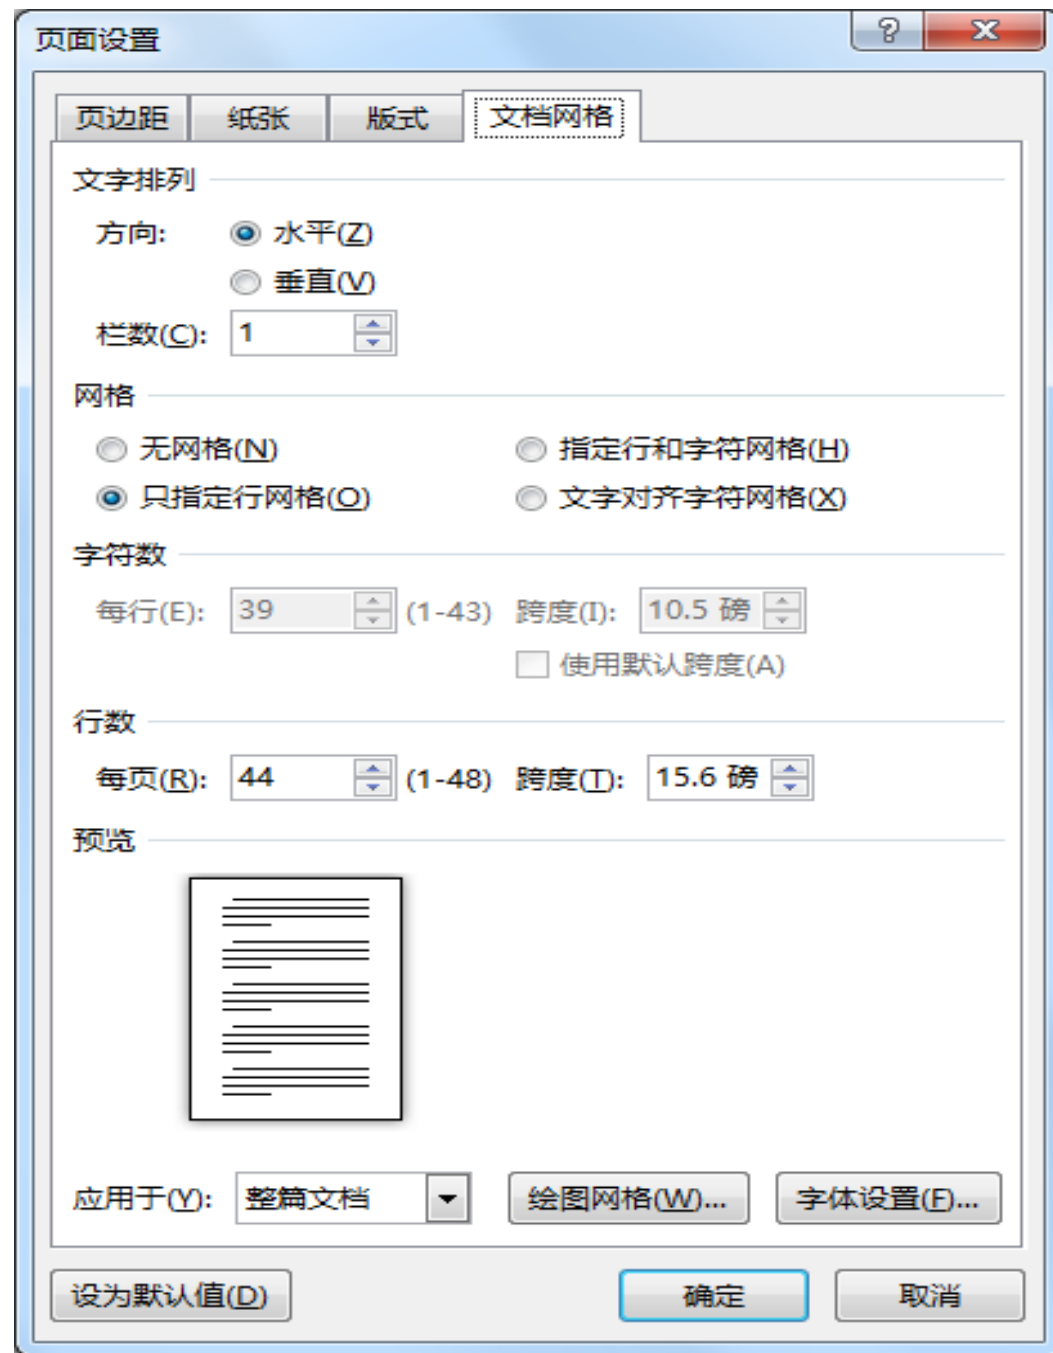 页面设置
页边距 纸张 版式 文档网格
文字排列
方向: 水平(Z)
垂直(V)
栏数(C): 1
网格
无网格(N) 指定行和字符网格(H)
只指定行网格(O) 文字对齐字符网格(X)
字符数
每行(E): 39 (1-43) 跨度(I): 10.5 磅
使用默认跨度(A)
行数
每页(R): 44 (1-48) 跨度(T): 15.6 磅
预览
应用于(Y): 整篇文档 绘图网格(W)... 字体设置(F)...
设为默认值(D) 确定 取消